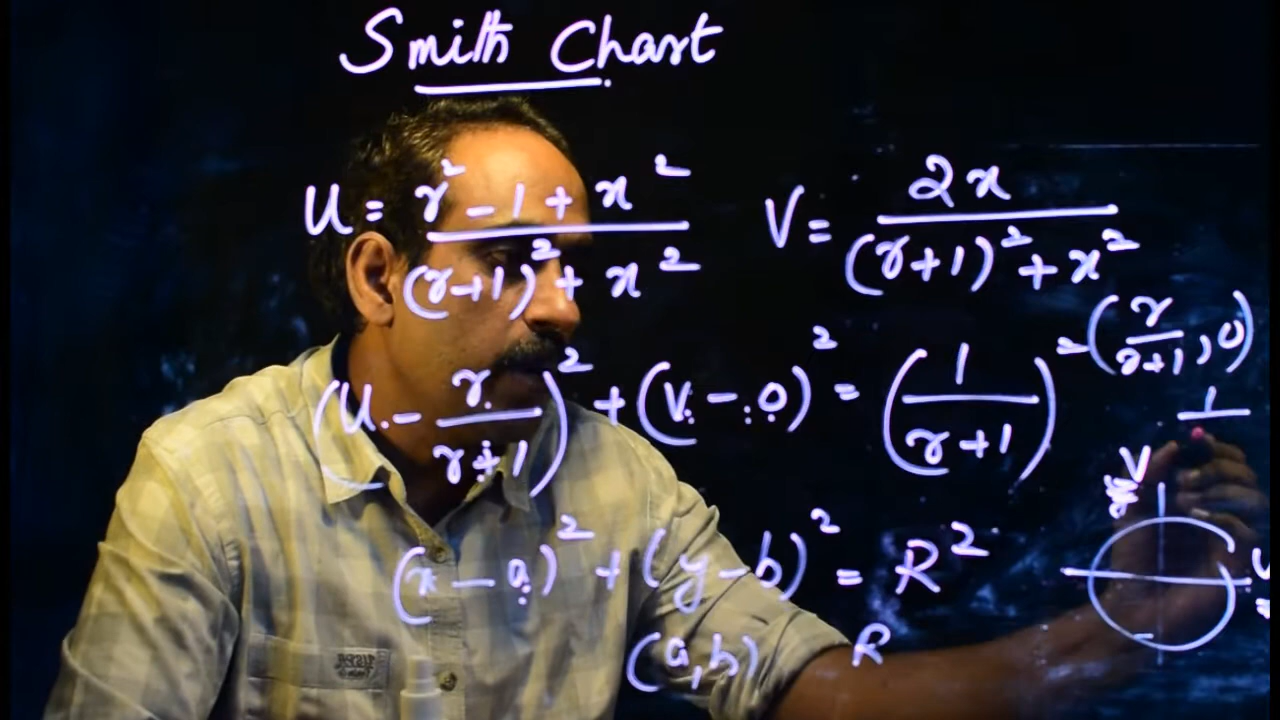 Smith Chart
U = (r² - 1 + x²) / ((r+1)² + x²)   V = 2x / ((r+1)² + x²)
(U - r/(r+1))² + (V - 0)² = (1/(r+1))²   (r/(r+1), 0)
1/
V
U
(x - a)² + (y - b)² = R²
(a, b)   R